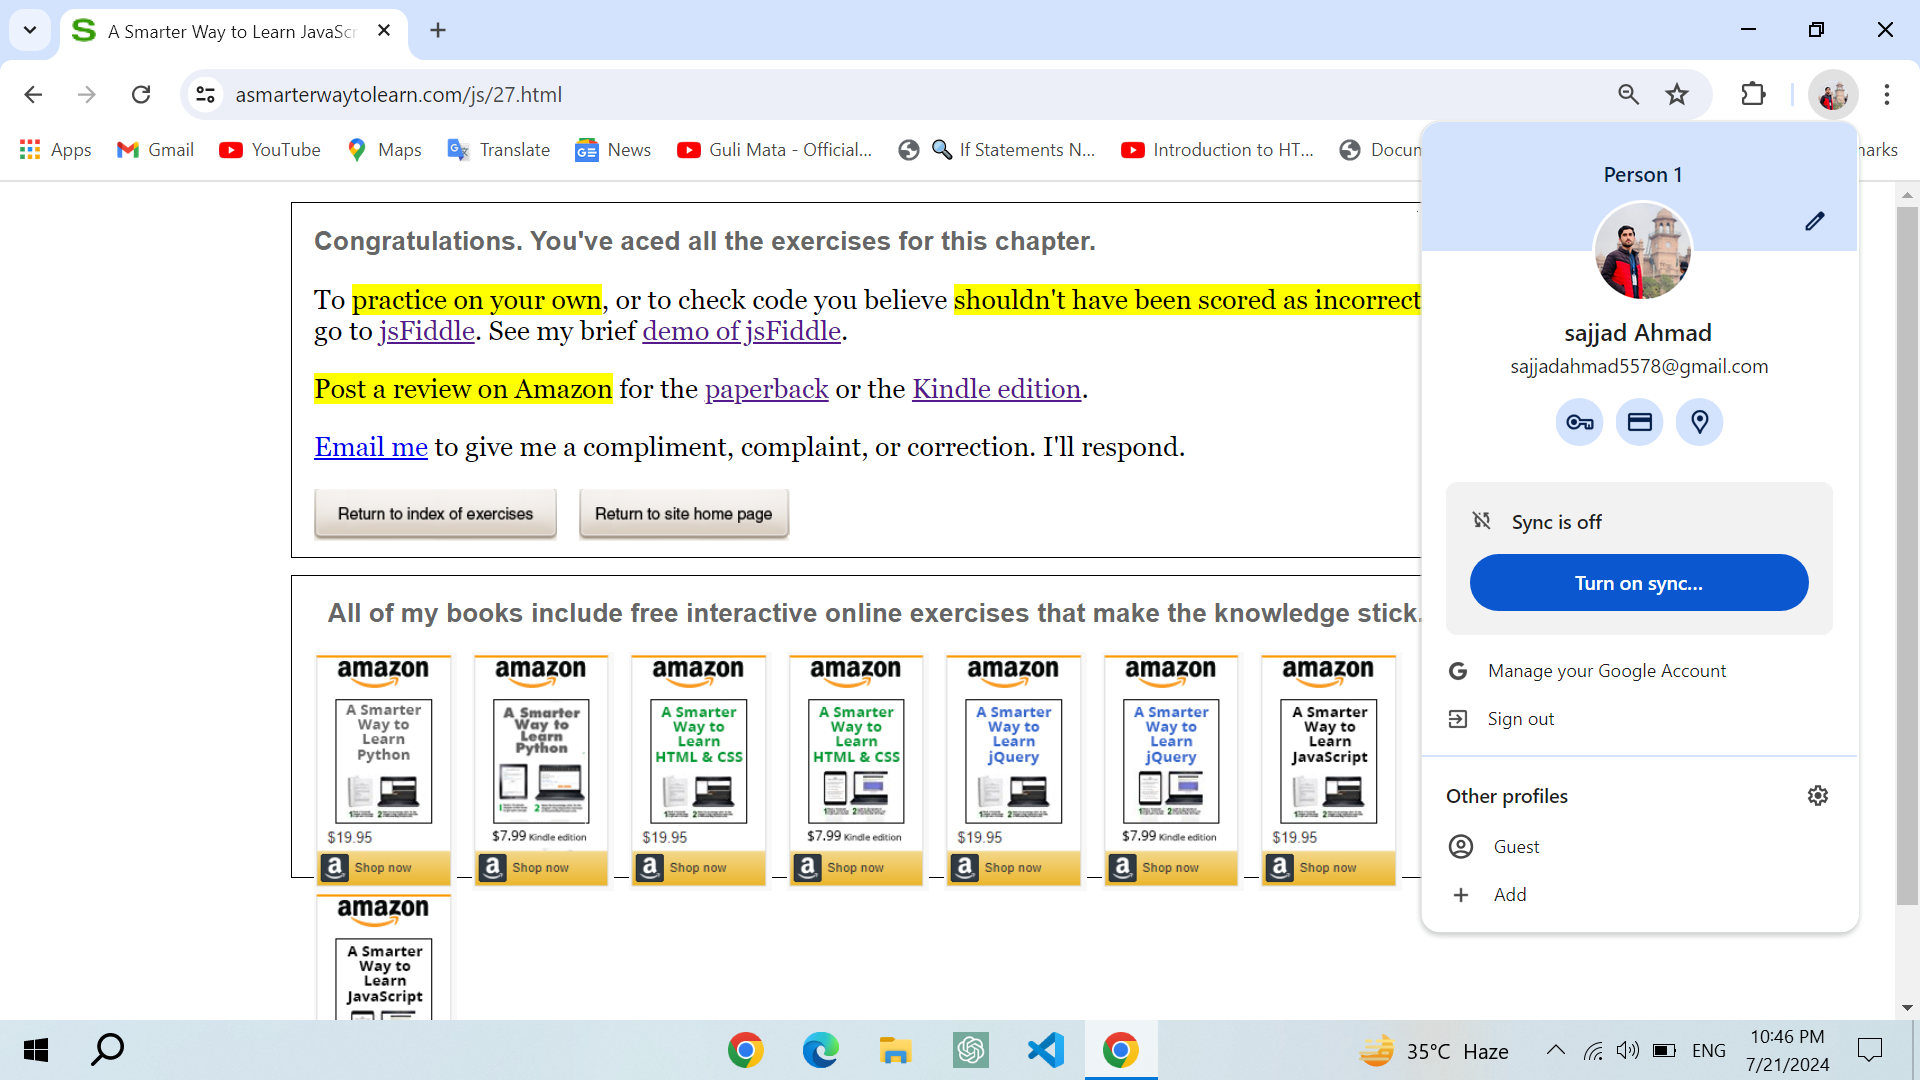 A Smarter Way to Learn JavaScr
asmarterwaytolearn.com/js/27.html
Apps Gmail YouTube Maps Translate News Guli Mata - Official... If Statements N... Introduction to HT... Docum
Person 1
sajjad Ahmad
sajjadahmad5578@gmail.com
Sync is off
Turn on sync...
Manage your Google Account
Sign out
Other profiles
Guest
Add
Congratulations. You've aced all the exercises for this chapter.
To practice on your own, or to check code you believe shouldn't have been scored as incorrect
go to jsFiddle. See my brief demo of jsFiddle.
Post a review on Amazon for the paperback or the Kindle edition.
Email me to give me a compliment, complaint, or correction. I'll respond.
Return to index of exercises Return to site home page
All of my books include free interactive online exercises that make the knowledge stick.
amazon amazon amazon amazon amazon amazon amazon
A Smarter A Smarter A Smarter A Smarter A Smarter A Smarter A Smarter
Way to Way to Way to Way to Way to Way to Way to
Learn Learn Learn Learn Learn Learn Learn
Python Python HTML & CSS HTML & CSS jQuery jQuery JavaScript
$19.95 $7.99 Kindle edition $19.95 $7.99 Kindle edition $19.95 $7.99 Kindle edition $19.95
Shop now Shop now Shop now Shop now Shop now Shop now Shop now
amazon
A Smarter
Way to
Learn
JavaScript
35°C Haze ENG 10:46 PM
7/21/2024